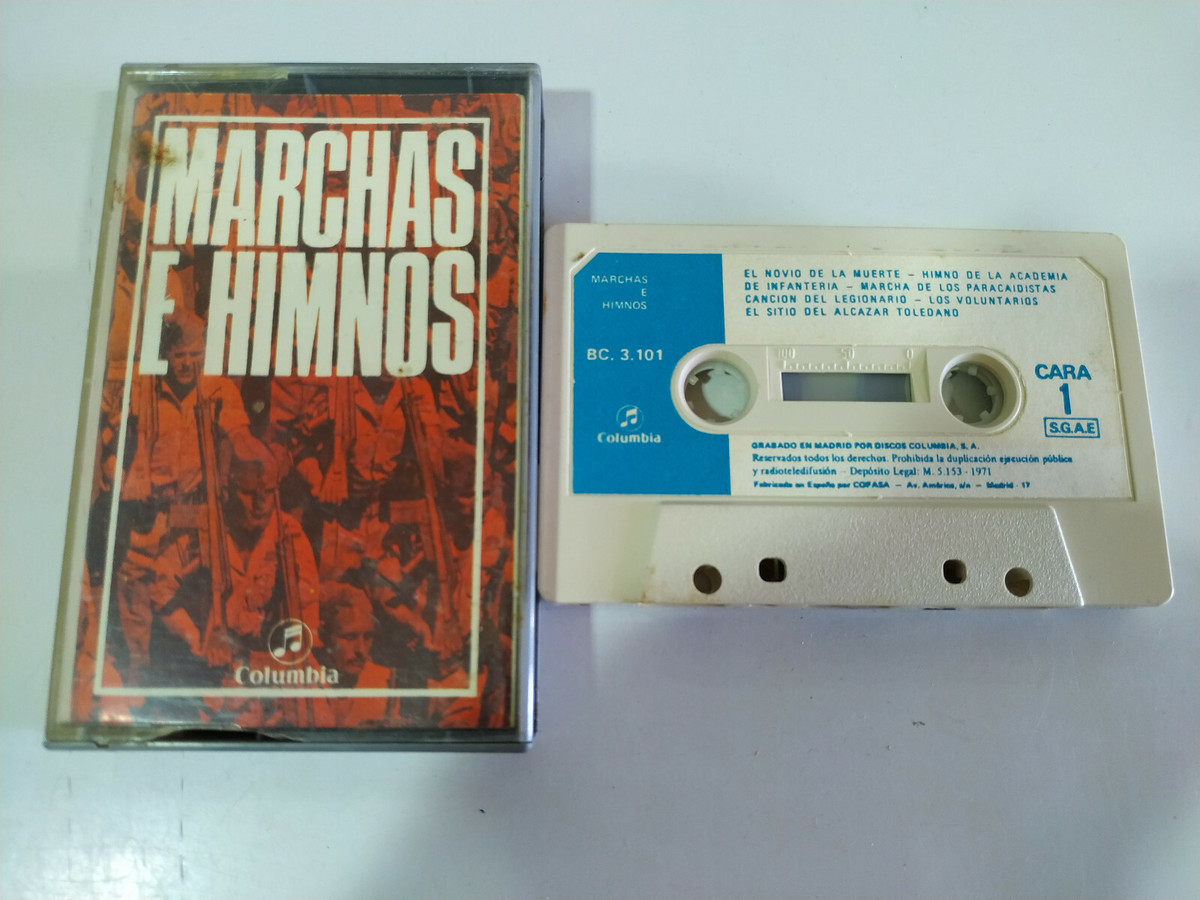 MARCHAS
E HIMNOS
Columbia
MARCHAS
E
HIMNOS
BC. 3.101
Columbia
EL NOVIO DE LA MUERTE – HIMNO DE LA ACADEMIA
DE INFANTERIA – MARCHA DE LOS PARACAIDISTAS
CANCION DEL LEGIONARIO – LOS VOLUNTARIOS
EL SITIO DEL ALCAZAR TOLEDANO
100 50 0
CARA
1
S.G.A.E
GRABADO EN MADRID POR DISCOS COLUMBIA, S. A.
Reservados todos los derechos. Prohibida la duplicación ejecución pública
y radioteledifusión – Depósito Legal: M. 5.153 - 1971
Fabricado en España por COIFASA – Av. América, s/n – Madrid - 17